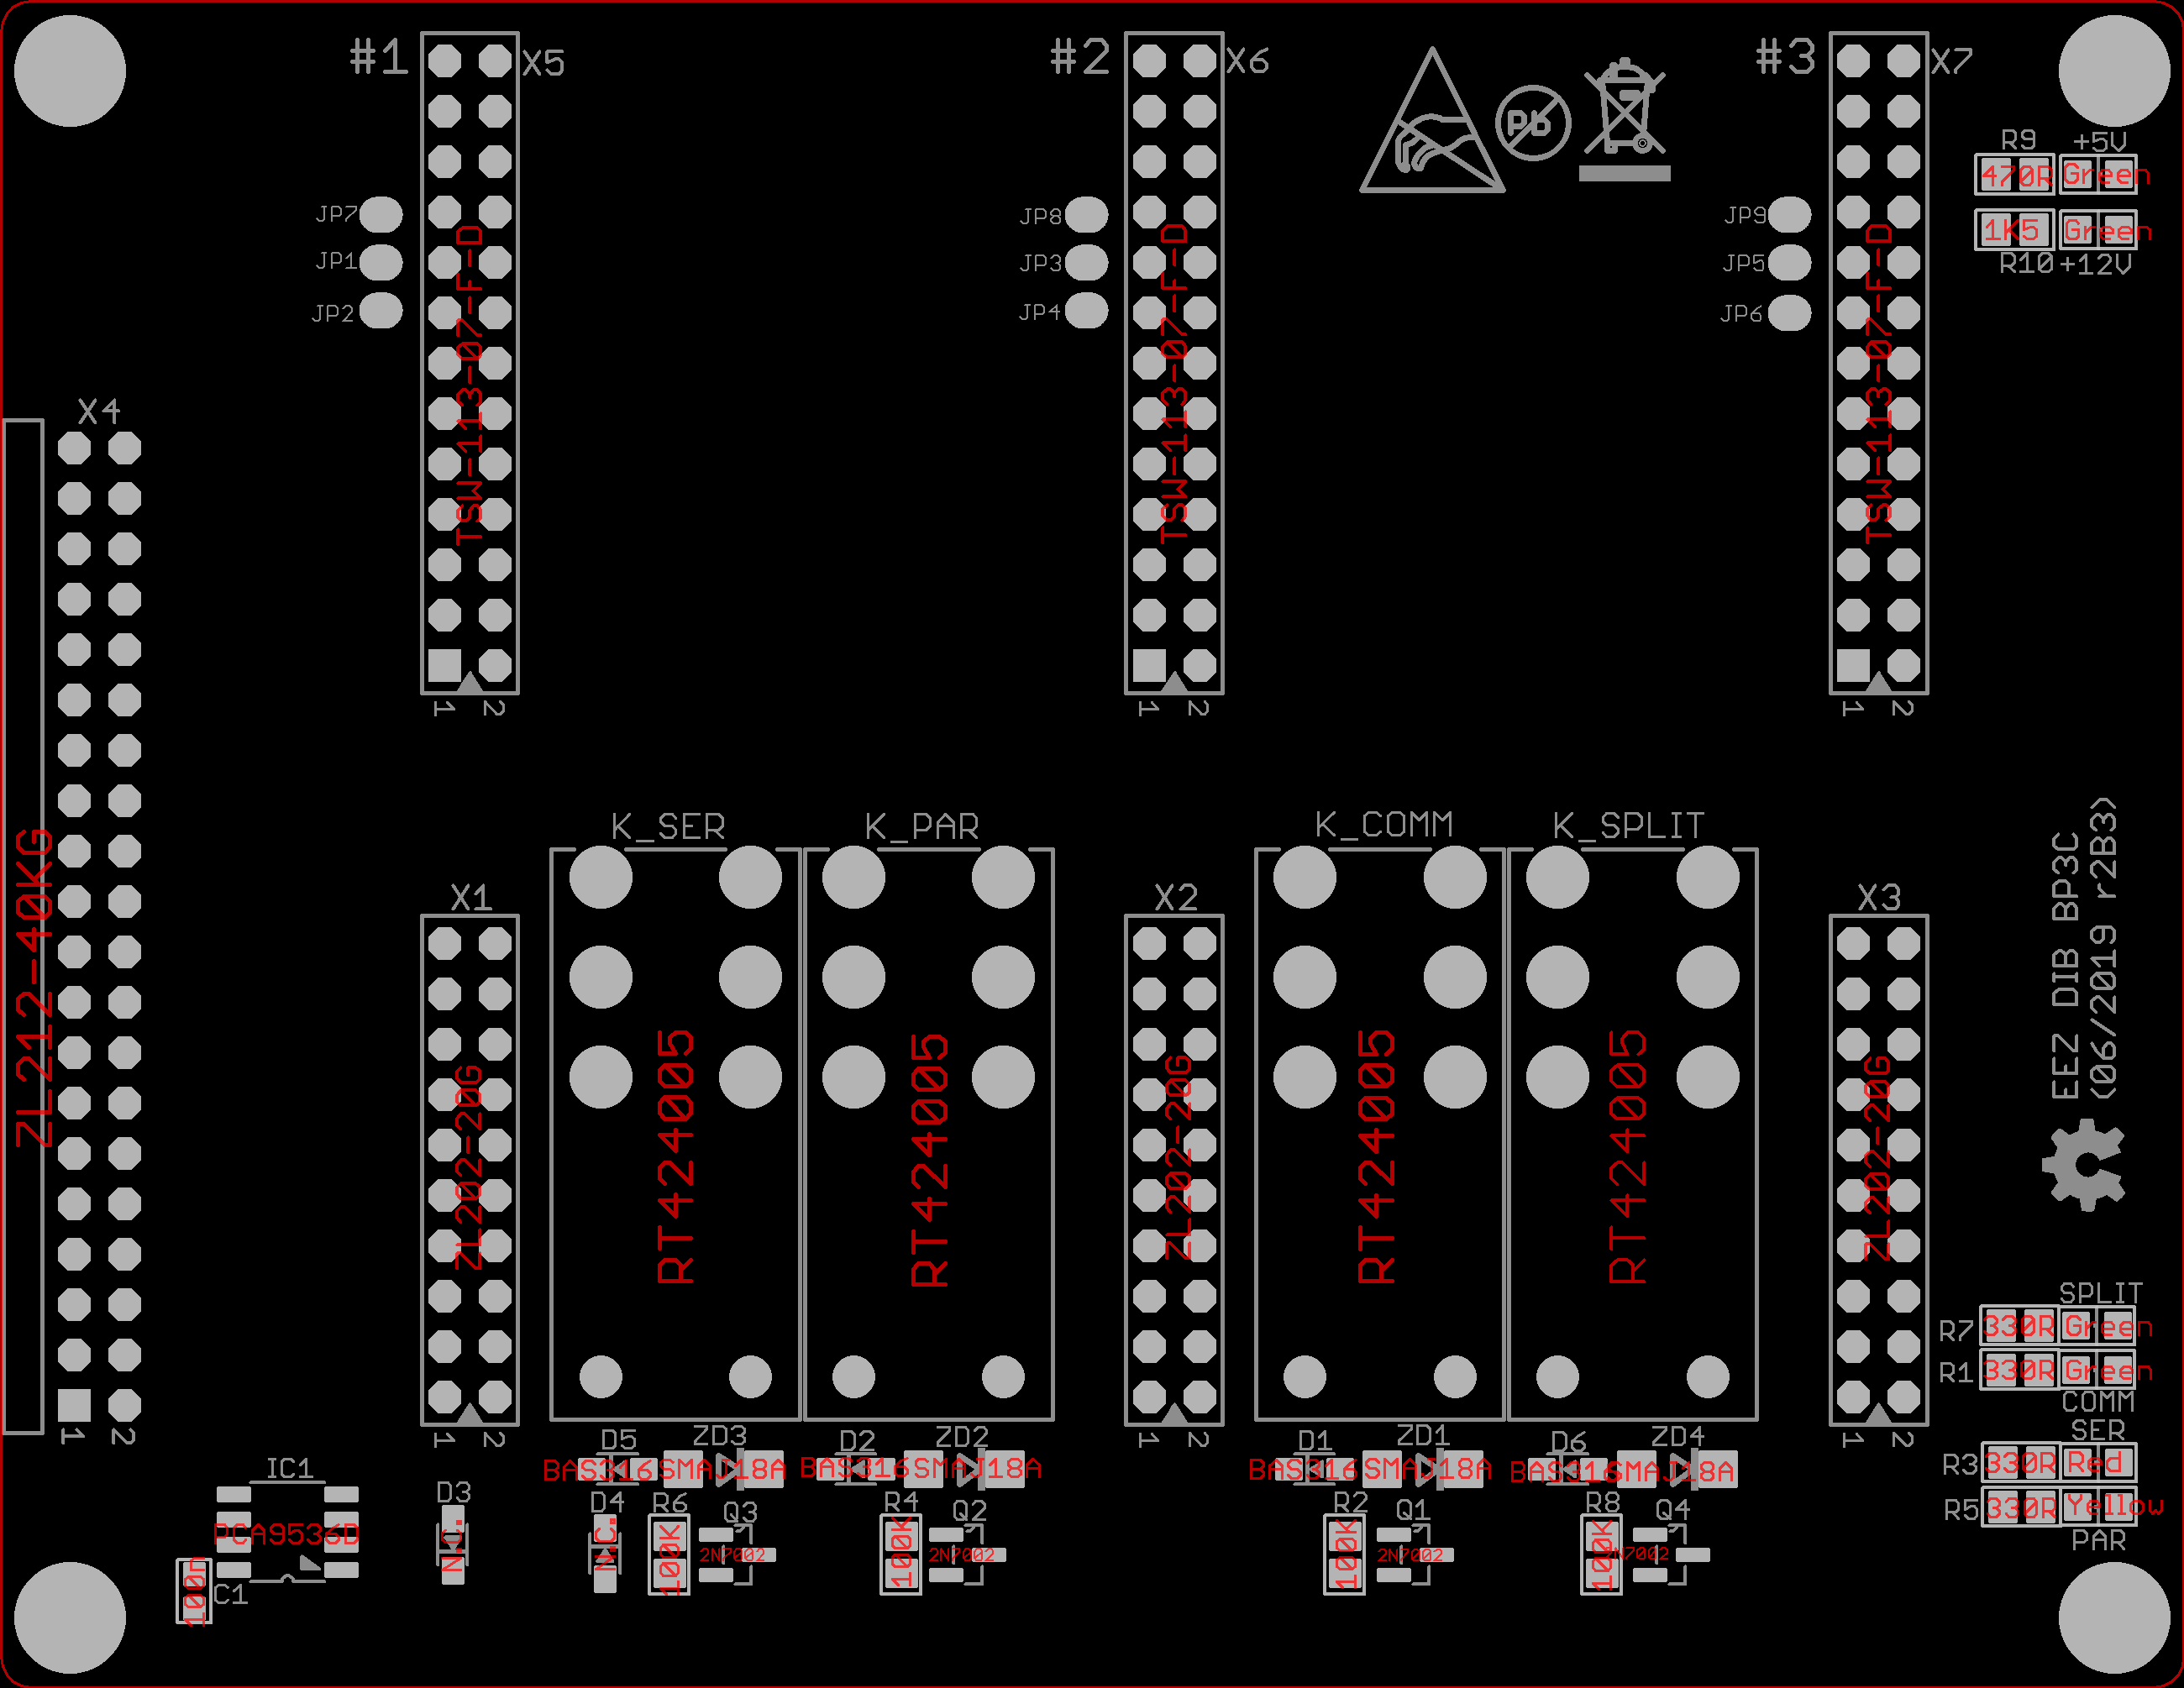 #1
X5
#2
X6
#3
X7
Pb
R9
+5V
470R
Green
1K5
Green
R10
+12V
JP7
JP1
JP2
JP8
JP3
JP4
JP9
JP5
JP6
TSW-113-07-F-D
TSW-113-07-F-D
TSW-113-07-F-D
1
2
1
2
1
2
X4
ZL212-40KG
1
2
X1
ZL202-20G
1
2
K_SER
RT424005
K_PAR
RT424005
X2
ZL202-20G
1
2
K_COMM
RT424005
K_SPLIT
RT424005
X3
ZL202-20G
1
2
EEZ DIB BP3C
(06/2019 r2B3)
SPLIT
R7
330R
Green
R1
330R
Green
COMM
SER
R3
330R
Red
R5
330R
Yellow
PAR
D5
BAS316
ZD3
SMAJ18A
D2
BAS316
ZD2
SMAJ18A
D1
BAS316
ZD1
SMAJ18A
D6
BAS316
ZD4
SMAJ18A
IC1
PCA9536D
C1
100n
D3
N.C.
D4
N.C.
R6
100K
Q3
2N7002
R4
100K
Q2
2N7002
R2
100K
Q1
2N7002
R8
100K
Q4
2N7002